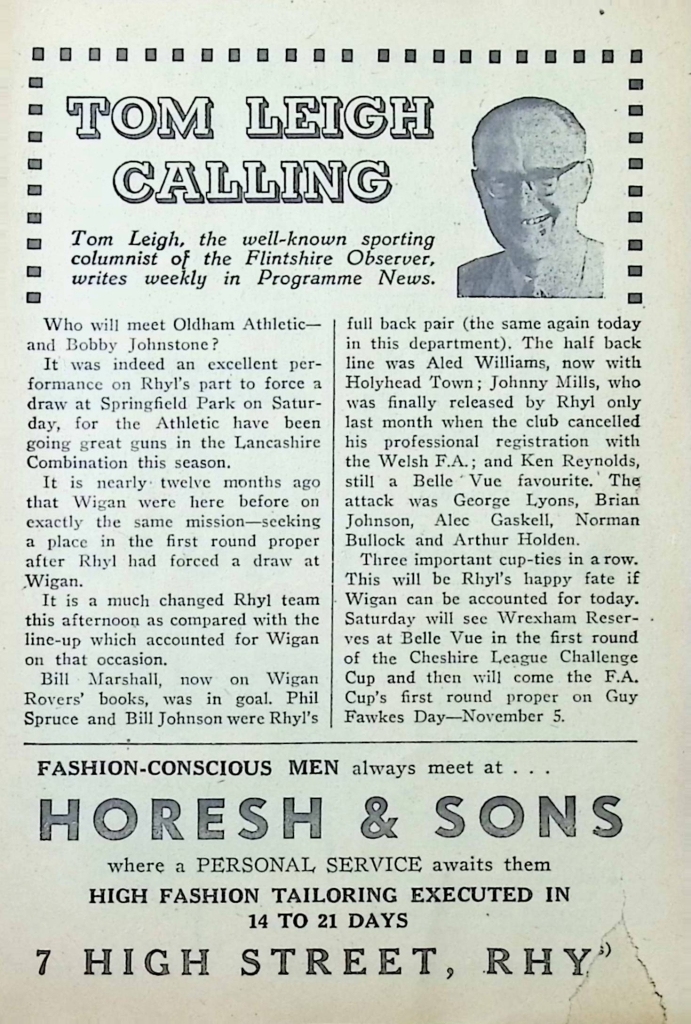 TOM LEIGH
CALLING
Tom Leigh, the well-known sporting
columnist of the Flintshire Observer,
writes weekly in Programme News.
Who will meet Oldham Athletic—
and Bobby Johnstone?
It was indeed an excellent per-
formance on Rhyl's part to force a
draw at Springfield Park on Satur-
day, for the Athletic have been
going great guns in the Lancashire
Combination this season.
It is nearly twelve months ago
that Wigan were here before on
exactly the same mission—seeking
a place in the first round proper
after Rhyl had forced a draw at
Wigan.
It is a much changed Rhyl team
this afternoon as compared with the
line-up which accounted for Wigan
on that occasion.
Bill Marshall, now on Wigan
Rovers' books, was in goal. Phil
Spruce and Bill Johnson were Rhyl's
full back pair (the same again today
in this department). The half back
line was Aled Williams, now with
Holyhead Town; Johnny Mills, who
was finally released by Rhyl only
last month when the club cancelled
his professional registration with
the Welsh F.A.; and Ken Reynolds,
still a Belle Vue favourite. The
attack was George Lyons, Brian
Johnson, Alec Gaskell, Norman
Bullock and Arthur Holden.
Three important cup-ties in a row.
This will be Rhyl's happy fate if
Wigan can be accounted for today.
Saturday will see Wrexham Reser-
ves at Belle Vue in the first round
of the Cheshire League Challenge
Cup and then will come the F.A.
Cup's first round proper on Guy
Fawkes Day—November 5.
FASHION-CONSCIOUS MEN always meet at . . .
HORESH & SONS
where a PERSONAL SERVICE awaits them
HIGH FASHION TAILORING EXECUTED IN
14 TO 21 DAYS
7 HIGH STREET, RHY